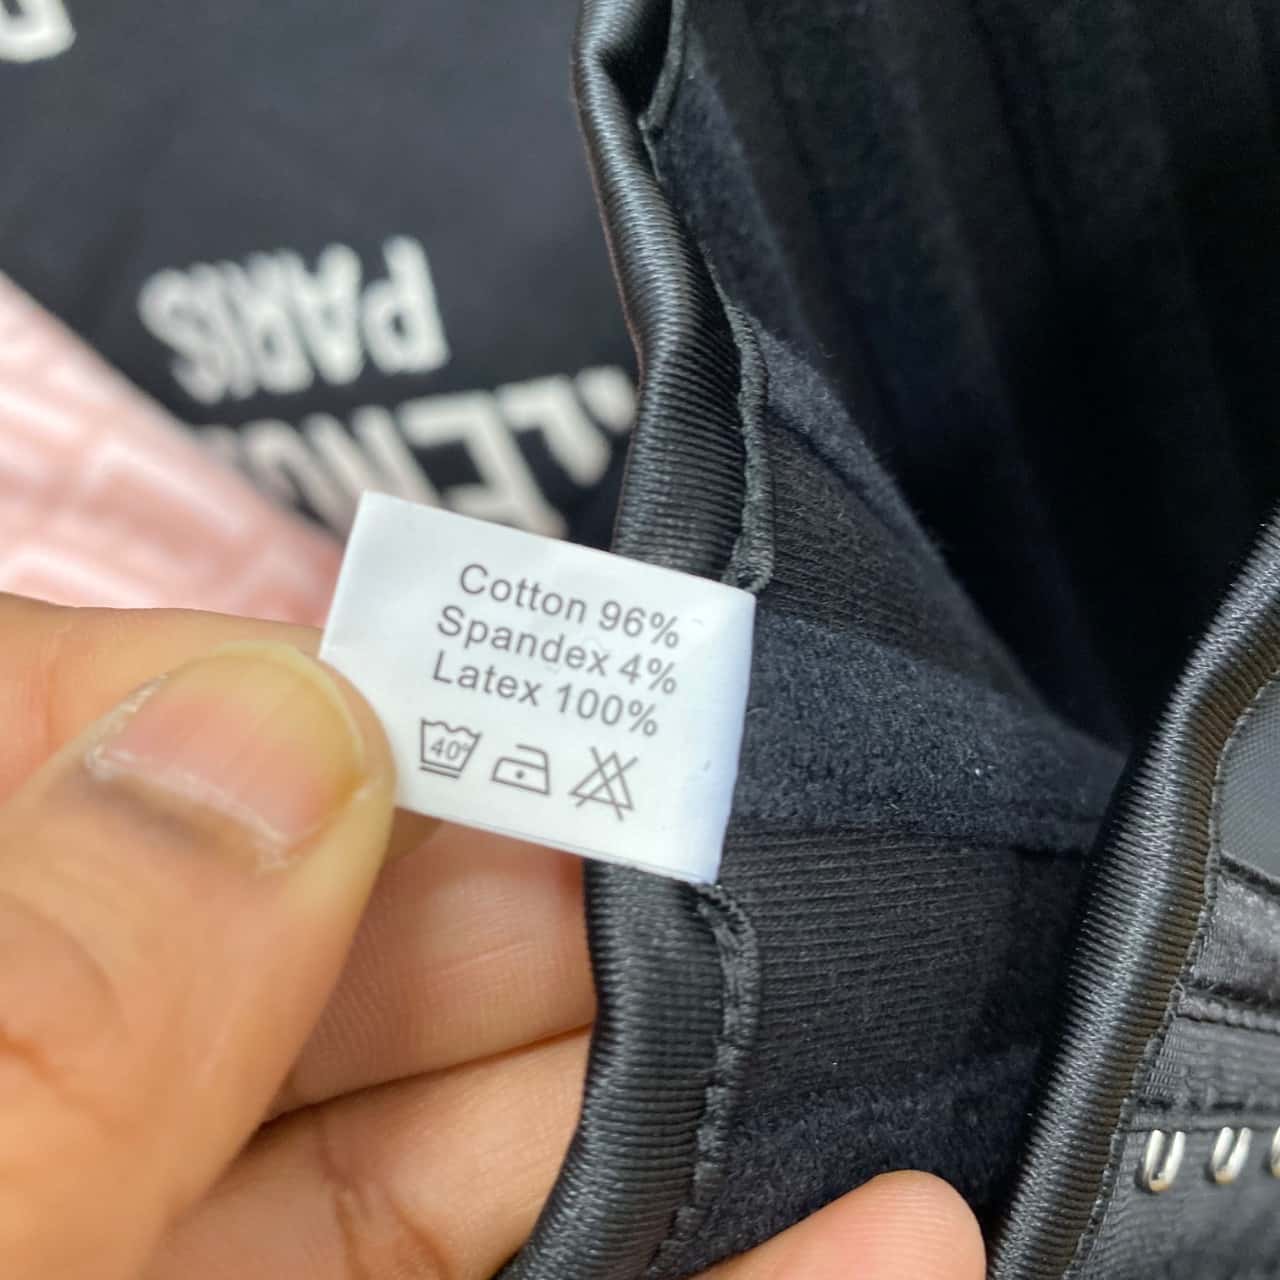 PARIS
Cotton 96%
Spandex 4%
Latex 100%
40°